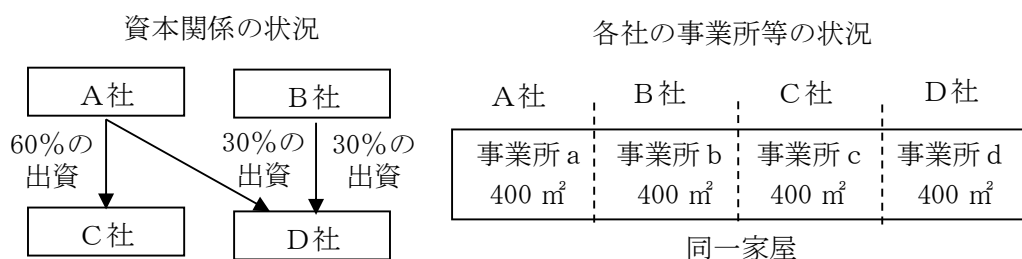 資本関係の状況
A社
B社
60%の
出資
30%の
出資
30%の
出資
C社
D社
各社の事業所等の状況
A社
B社
C社
D社
事業所a
400 ㎡
事業所b
400 ㎡
事業所c
400 ㎡
事業所d
400 ㎡
同一家屋